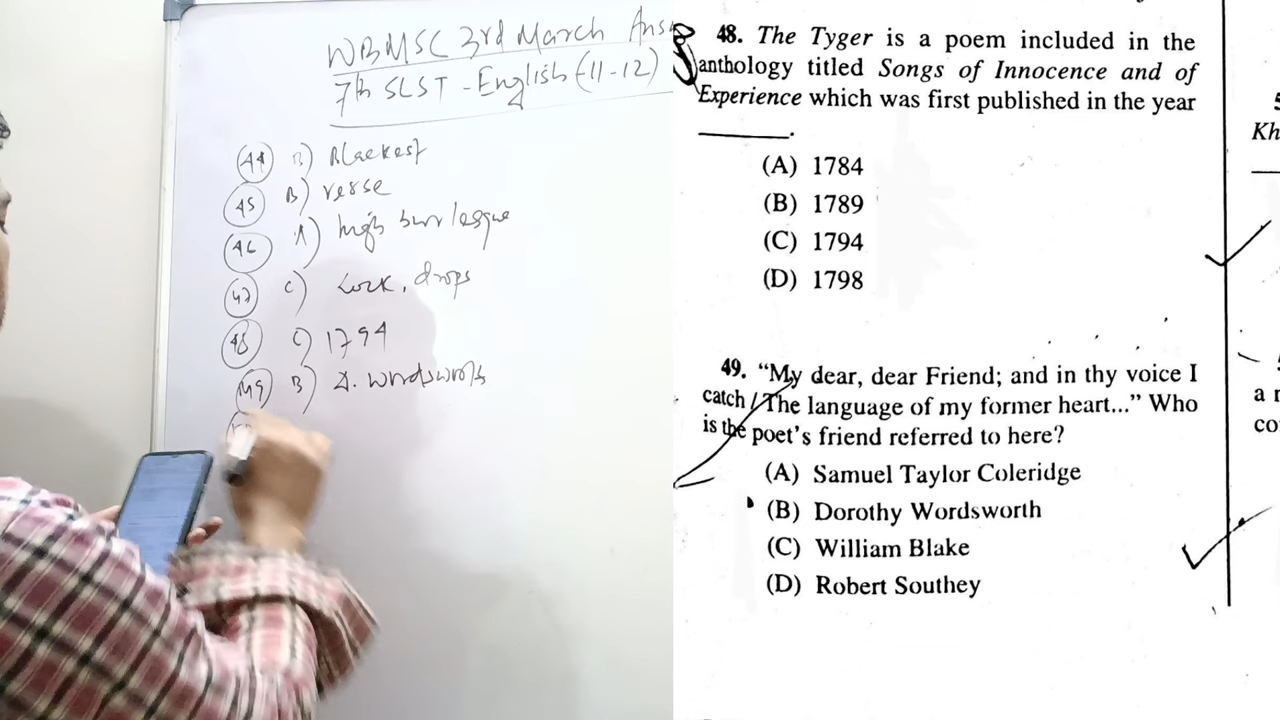 WBMSC 3rd March Ans
7th SLST - English (11-12)
44 B) Blackest
45 B) verse
46 A) high burlesque
47 C) Lock, drops
48 C) 1794
49 B) D. Wordsworth
48. The Tyger is a poem included in the
anthology titled Songs of Innocence and of
Experience which was first published in the year
________.
(A) 1784
(B) 1789
(C) 1794
(D) 1798
49. “My dear, dear Friend; and in thy voice I
catch / The language of my former heart...” Who
is the poet’s friend referred to here?
(A) Samuel Taylor Coleridge
(B) Dorothy Wordsworth
(C) William Blake
(D) Robert Southey
Kh
a
co